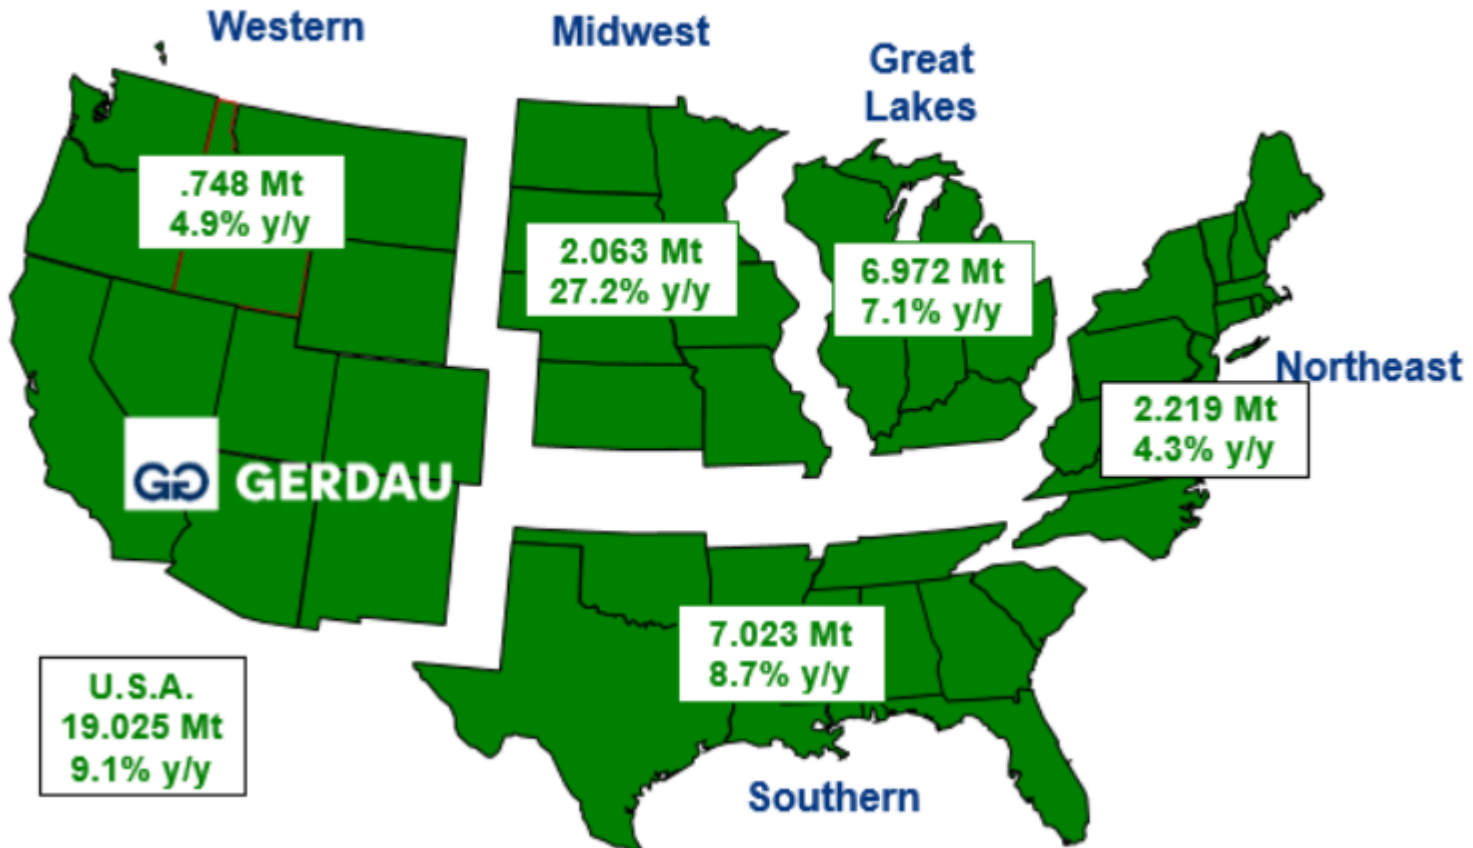 Western
Midwest
Great
Lakes
.748 Mt
4.9% y/y
2.063 Mt
27.2% y/y
6.972 Mt
7.1% y/y
Northeast
2.219 Mt
4.3% y/y
GG GERDAU
7.023 Mt
8.7% y/y
U.S.A.
19.025 Mt
9.1% y/y
Southern